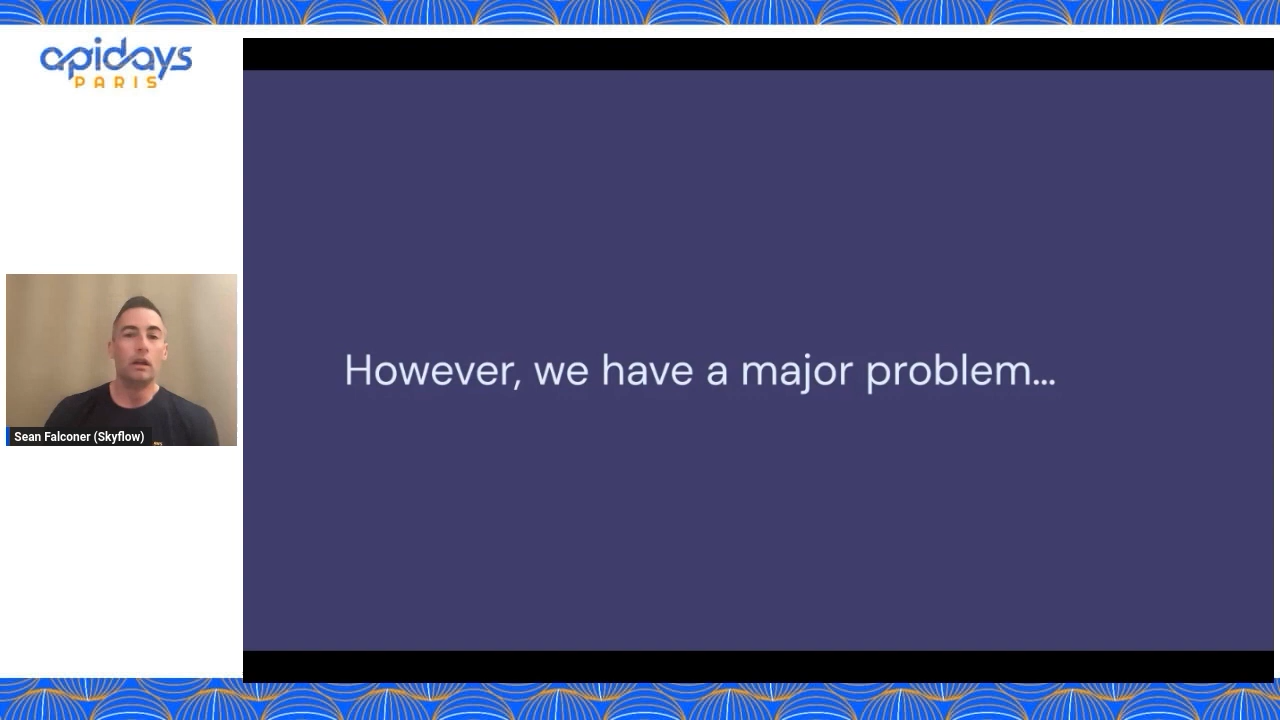 apidays
PARIS
However, we have a major problem...
Sean Falconer (Skyflow)